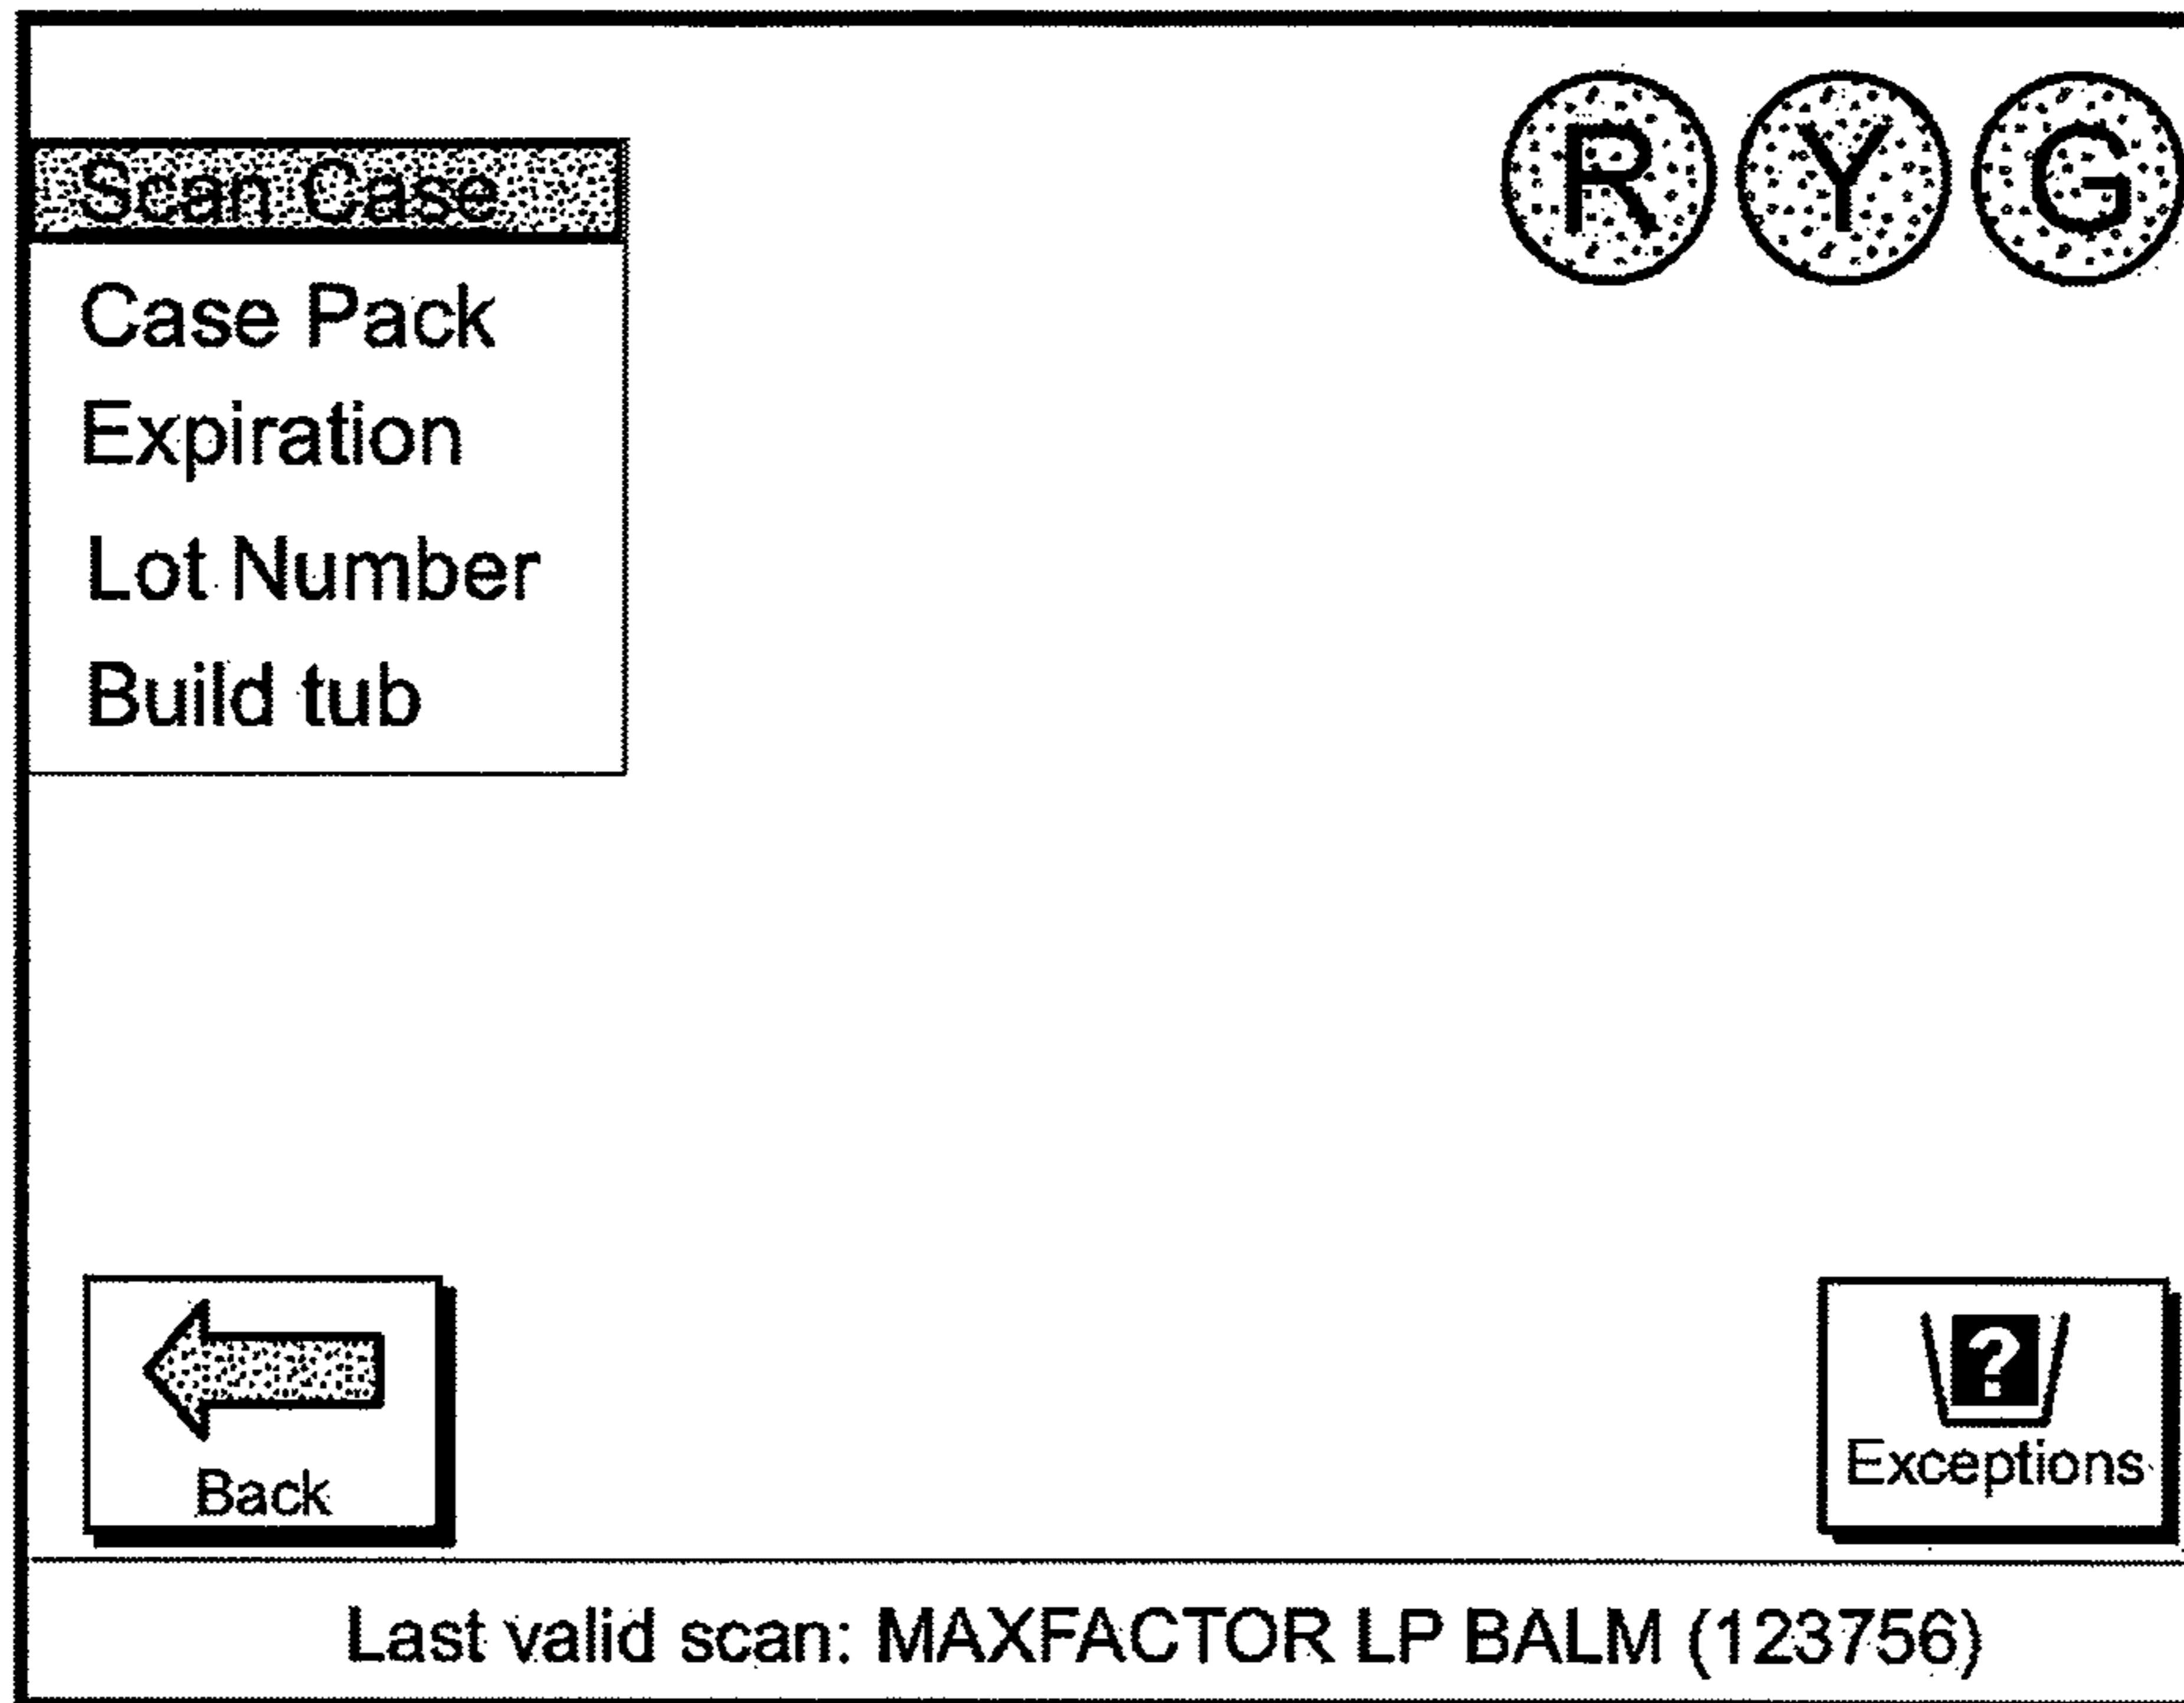 R Y G
Scan Case
Case Pack
Expiration
Lot Number
Build tub
?
Back
Exceptions
Last valid scan: MAXFACTOR LP BALM (123756)